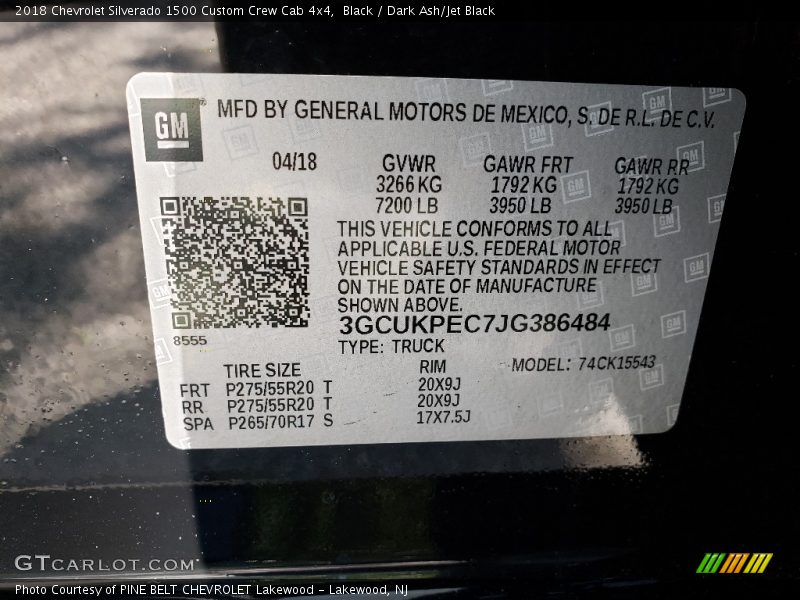 2018 Chevrolet Silverado 1500 Custom Crew Cab 4x4, Black / Dark Ash/Jet Black
GM® MFD BY GENERAL MOTORS DE MEXICO, S. DE R.L. DE C.V.
04/18 GVWR GAWR FRT GAWR RR
3266 KG 1792 KG 1792 KG
7200 LB 3950 LB 3950 LB
THIS VEHICLE CONFORMS TO ALL
APPLICABLE U.S. FEDERAL MOTOR
VEHICLE SAFETY STANDARDS IN EFFECT
ON THE DATE OF MANUFACTURE
SHOWN ABOVE.
3GCUKPEC7JG386484
8555
TYPE: TRUCK
TIRE SIZE RIM MODEL: 74CK15543
FRT P275/55R20 T 20X9J
RR P275/55R20 T 20X9J
SPA P265/70R17 S 17X7.5J
GTCARLOT.COM
Photo Courtesy of PINE BELT CHEVROLET Lakewood - Lakewood, NJ